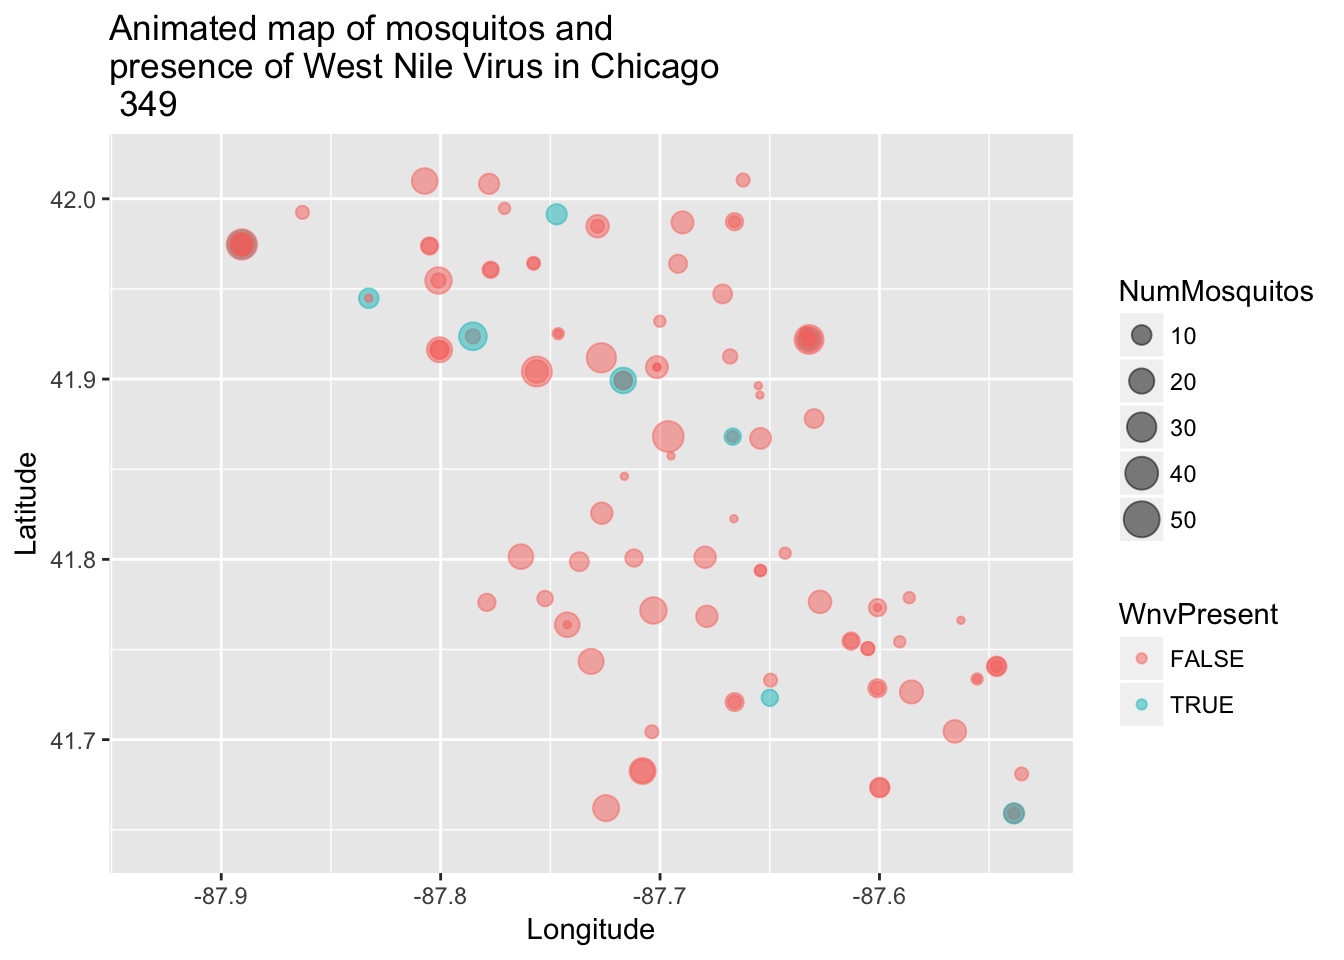 Animated map of mosquitos and
presence of West Nile Virus in Chicago
349
42.0
41.9
41.8
41.7
Latitude
-87.9
-87.8
-87.7
-87.6
Longitude
NumMosquitos
10
20
30
40
50
WnvPresent
FALSE
TRUE